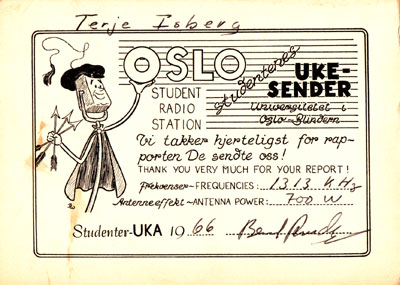 Terje Isberg
OSLO
studentenes
UKE-
SENDER
STUDENT
RADIO
STATION
Universitetet i
Oslo-Blindern
Vi takker hjerteligst for rap-
porten De sendte oss!
THANK YOU VERY MUCH FOR YOUR REPORT!
Frekvenser-FREQUENCIES: 1313 kHz
Antenneeffekt-ANTENNA POWER: 700 W
Studenter-UKA 1966